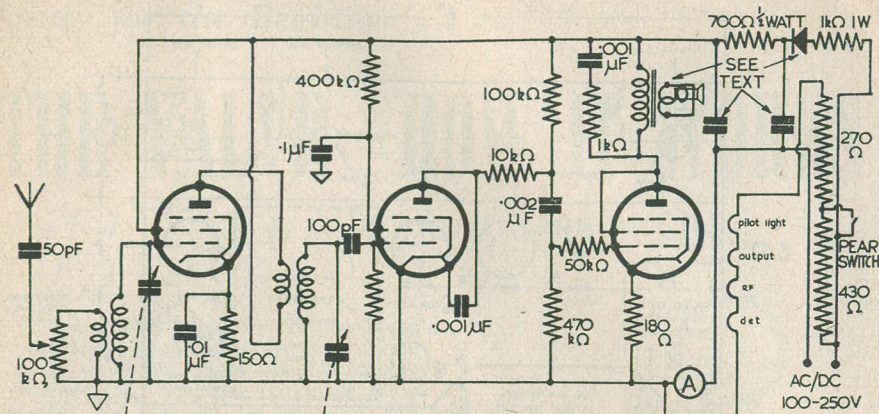 700Ω ½ WATT
1kΩ 1W
SEE
TEXT
·001
μF
400kΩ
100kΩ
1kΩ
270
Ω
·1μF
10kΩ
·002
μF
100pF
50pF
pilot light
output
RF
det
PEAR
SWITCH
430
Ω
50kΩ
·001μF
·01
μF
150Ω
470
kΩ
180
Ω
100
kΩ
A
AC/DC
100-250V